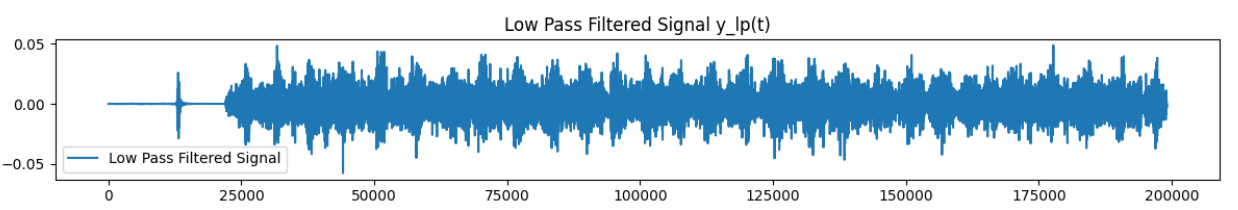 Low Pass Filtered Signal y_lp(t)
0.05
0.00
−0.05
Low Pass Filtered Signal
0 25000 50000 75000 100000 125000 150000 175000 200000